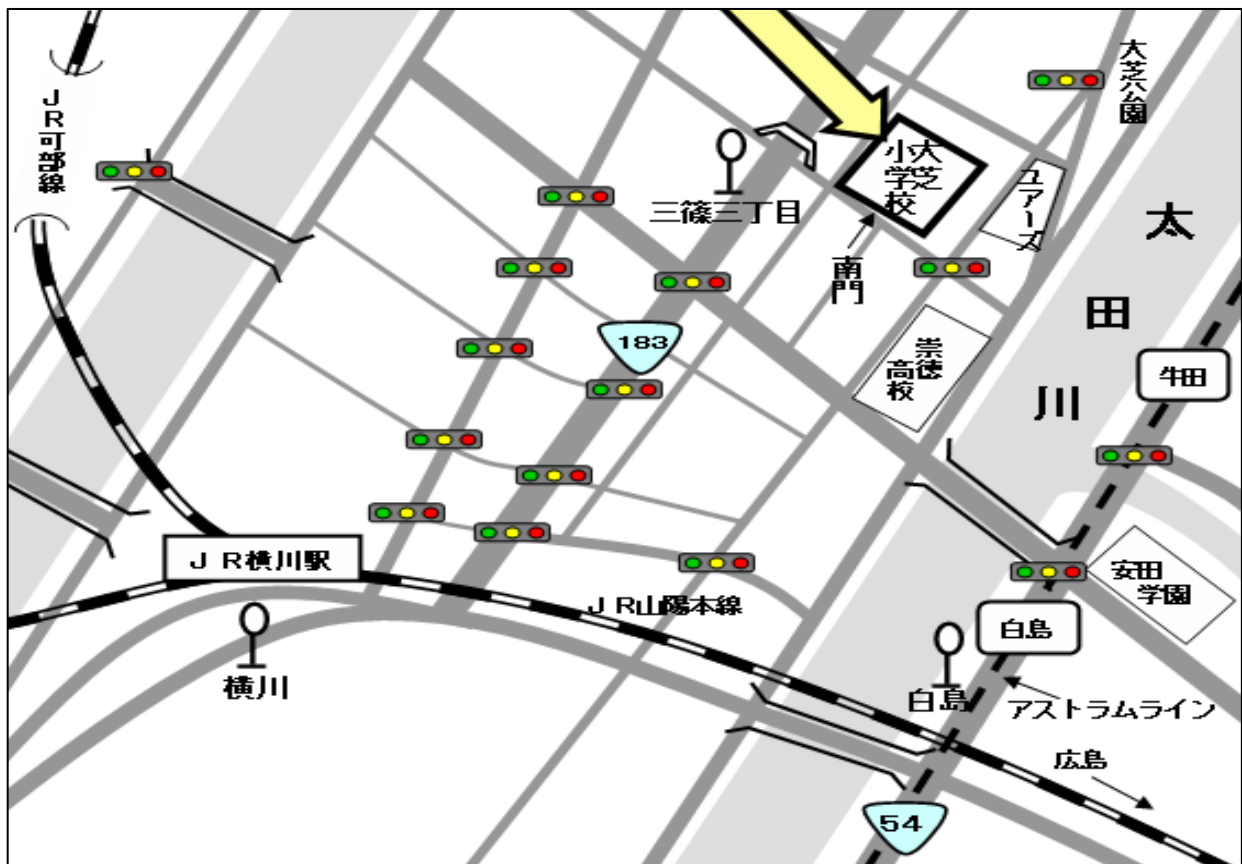 JR可部線
大芝公園
大芝
小学校
三篠三丁目
ユアーズ
太田川
南門
183
崇徳
高校
牛田
JR横川駅
安田
学園
JR山陽本線
白島
横川
白島
アストラムライン
広島
54